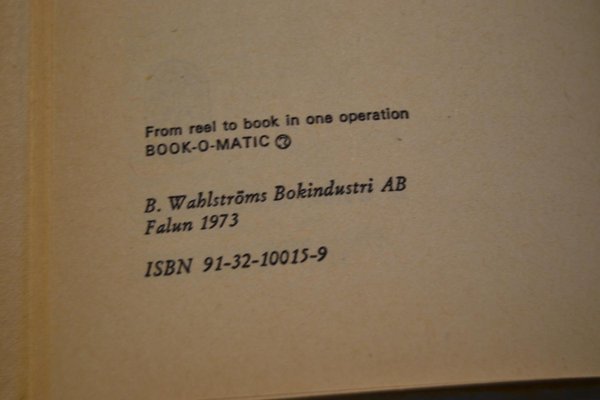 From reel to book in one operation
BOOK-O-MATIC
B. Wahlströms Bokindustri AB
Falun 1973
ISBN 91-32-10015-9